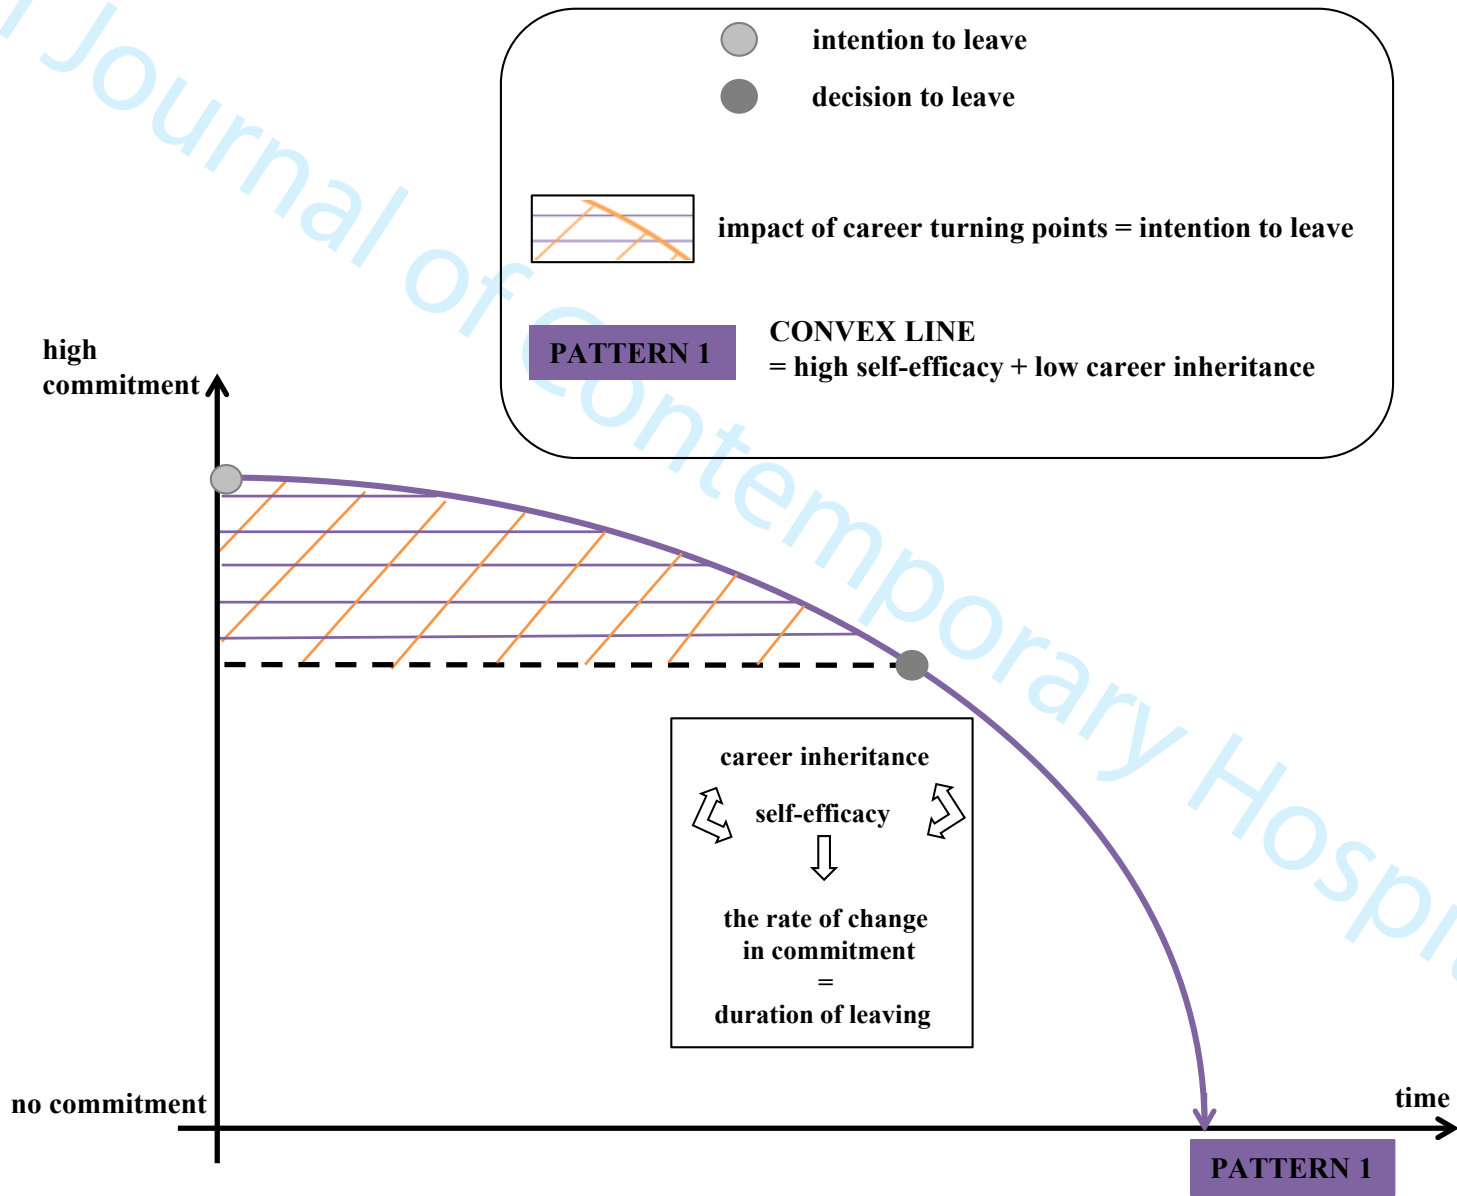 intention to leave
decision to leave
impact of career turning points = intention to leave
PATTERN 1
CONVEX LINE
= high self-efficacy + low career inheritance
high
commitment
career inheritance
self-efficacy
the rate of change
in commitment
=
duration of leaving
no commitment
time
PATTERN 1
Journal of Contemporary Hospit